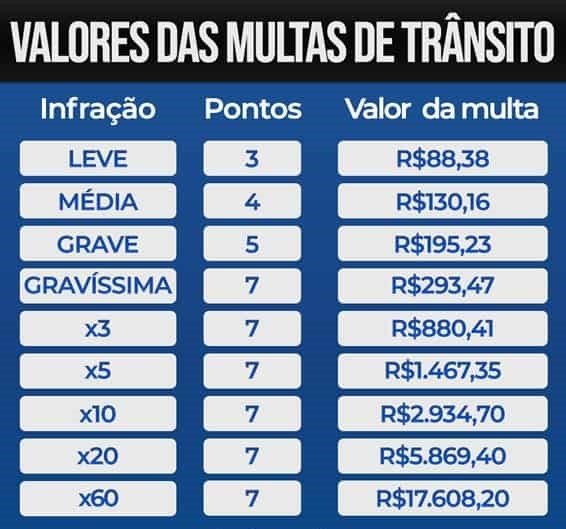 VALORES DAS MULTAS DE TRÂNSITO
Infração Pontos Valor da multa
LEVE 3 R$88,38
MÉDIA 4 R$130,16
GRAVE 5 R$195,23
GRAVÍSSIMA 7 R$293,47
x3 7 R$880,41
x5 7 R$1.467,35
x10 7 R$2.934,70
x20 7 R$5.869,40
x60 7 R$17.608,20